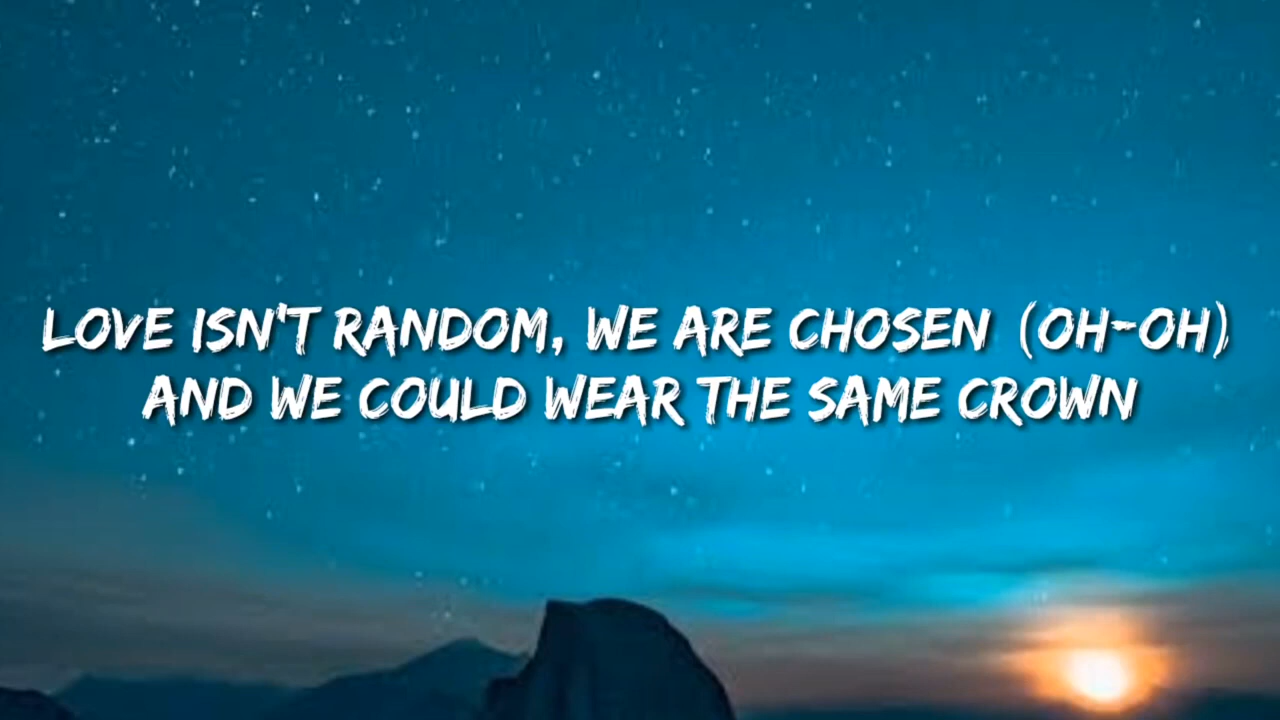 LOVE ISN'T RANDOM, WE ARE CHOSEN (OH-OH)
AND WE COULD WEAR THE SAME CROWN